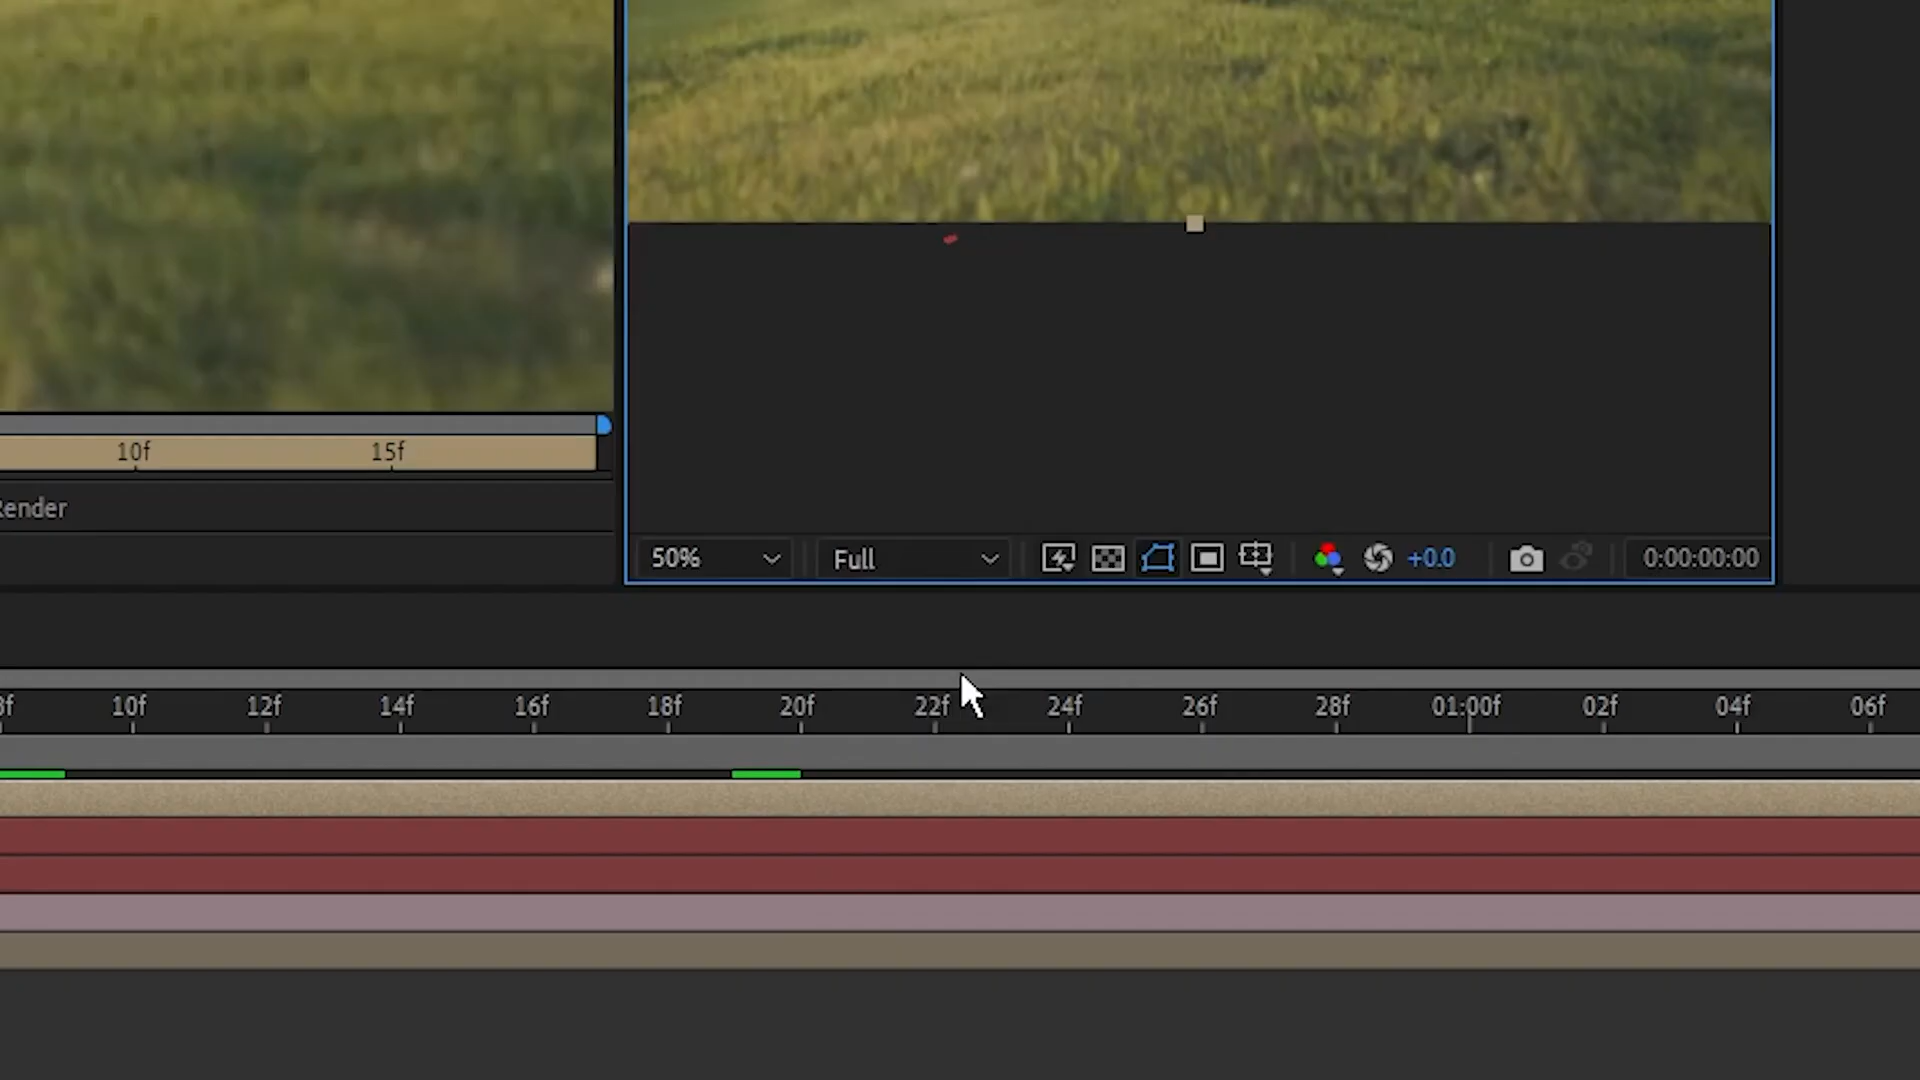 10f 15f
Render
50% Full +0.0 0:00:00:00
10f 12f 14f 16f 18f 20f 22f 24f 26f 28f 01:00f 02f 04f 06f